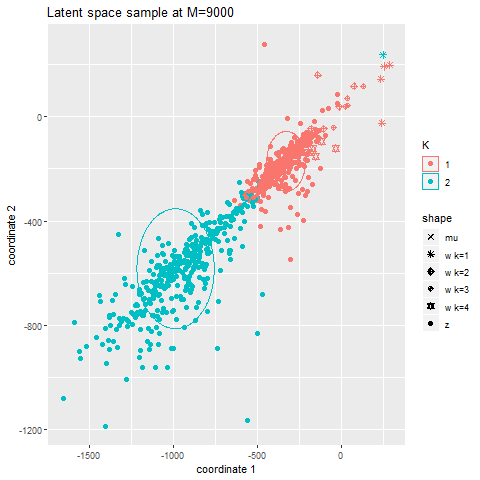 Latent space sample at M=9000
coordinate 2
0
-400
-800
-1200
-1500
-1000
-500
0
coordinate 1
K
1
2
shape
mu
w k=1
w k=2
w k=3
w k=4
z